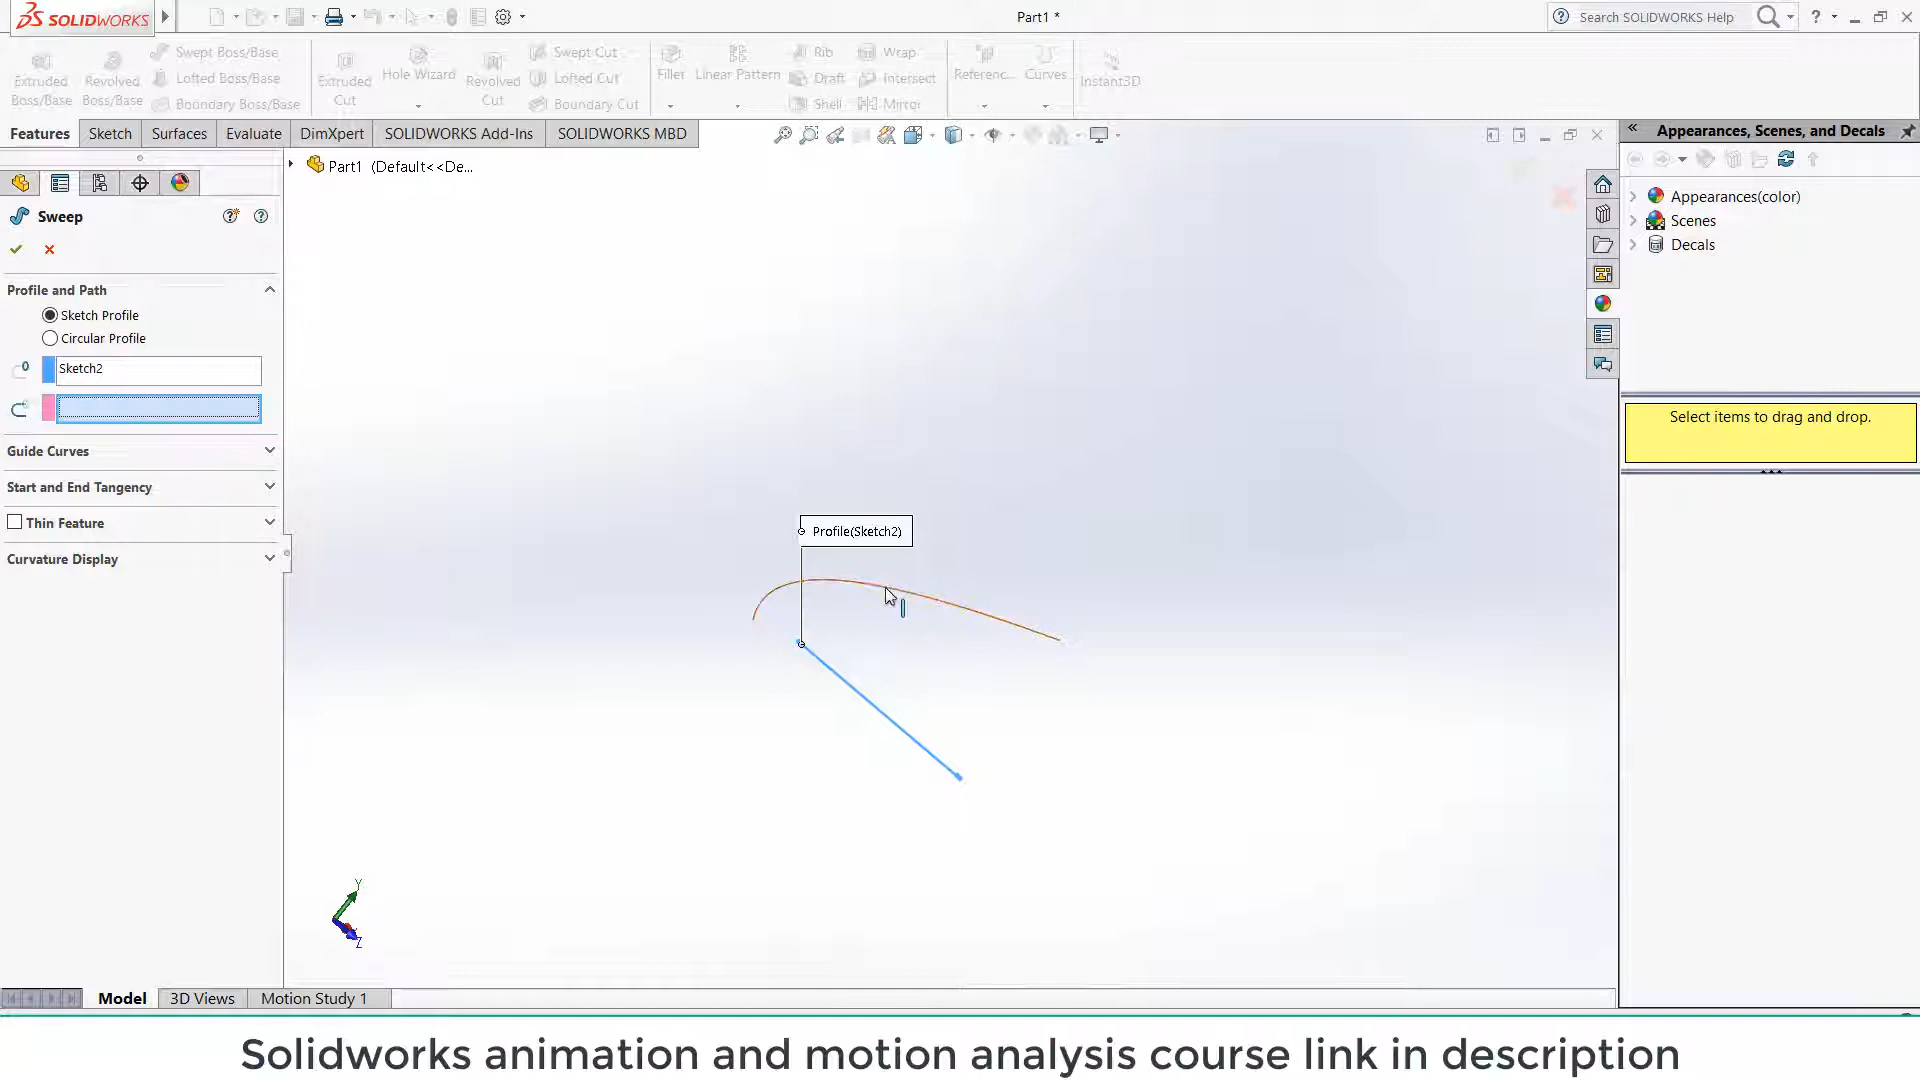 SOLIDWORKS
Part1 *
Search SOLIDWORKS Help
Extruded Boss/Base
Revolved Boss/Base
Swept Boss/Base
Lofted Boss/Base
Boundary Boss/Base
Extruded Cut
Hole Wizard
Revolved Cut
Swept Cut
Lofted Cut
Boundary Cut
Fillet
Linear Pattern
Rib
Draft
Shell
Wrap
Intersect
Mirror
Referenc...
Curves
Instant3D
Features
Sketch
Surfaces
Evaluate
DimXpert
SOLIDWORKS Add-Ins
SOLIDWORKS MBD
Appearances, Scenes, and Decals
Part1 (Default<<De...
Sweep
Profile and Path
Sketch Profile
Circular Profile
Sketch2
Guide Curves
Start and End Tangency
Thin Feature
Curvature Display
Profile(Sketch2)
Y
Z
Appearances(color)
Scenes
Decals
Select items to drag and drop.
Model
3D Views
Motion Study 1
Solidworks animation and motion analysis course link in description